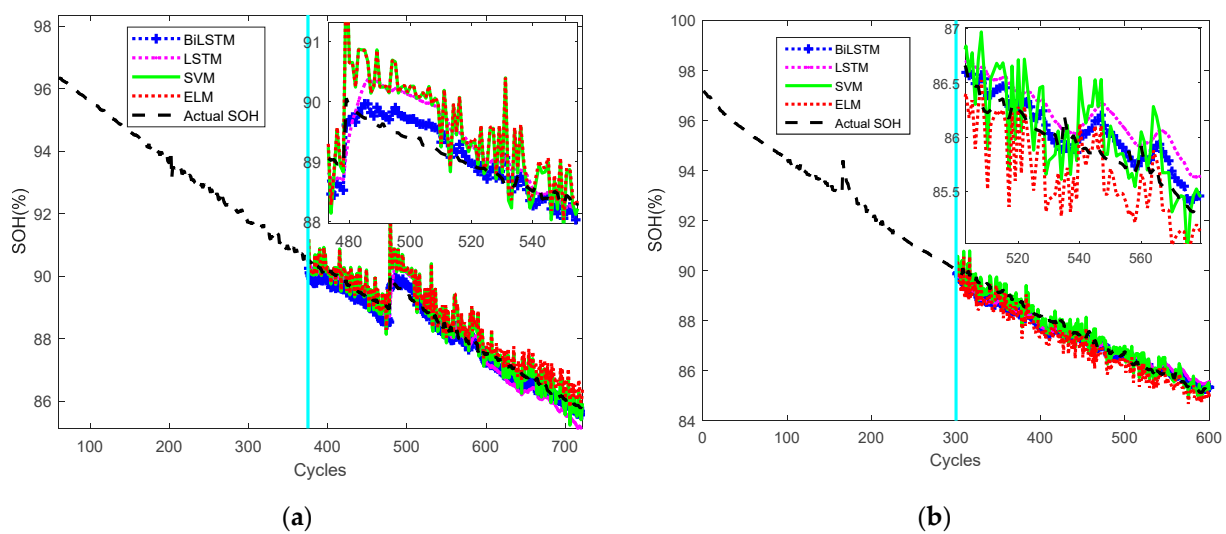 98
96
94
92
90
88
86
SOH(%)
100
200
300
400
500
600
700
Cycles
BiLSTM
LSTM
SVM
ELM
Actual SOH
91
90
89
88
480
500
520
540
(a)
100
98
96
94
92
90
88
86
84
SOH(%)
0
100
200
300
400
500
600
Cycles
BiLSTM
LSTM
SVM
ELM
Actual SOH
87
86.5
86
85.5
520
540
560
(b)